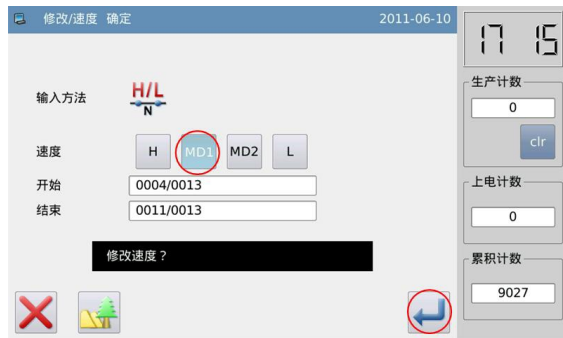 修改/速度 确定 2011-06-10
17 15
输入方法 H/L N
速度 H MD1 MD2 L
开始 0004/0013
结束 0011/0013
修改速度？
生产计数
0
clr
上电计数
0
累积计数
9027